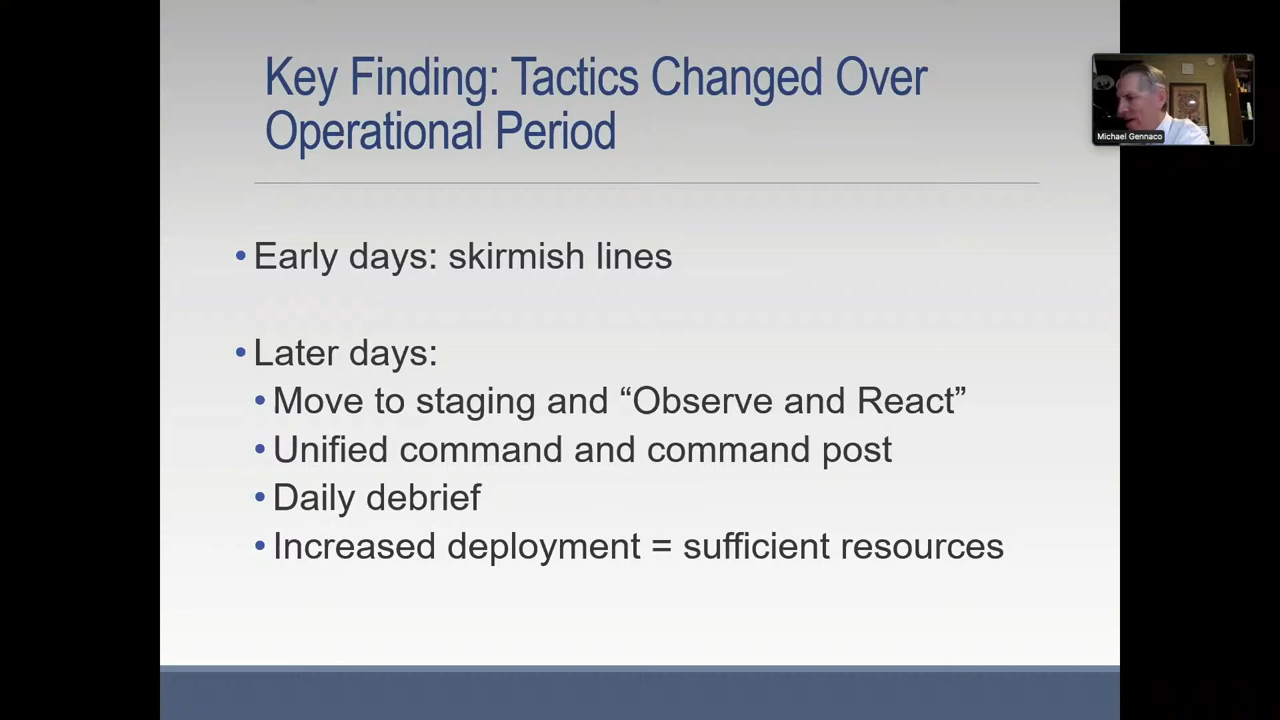 Key Finding: Tactics Changed Over
Operational Period
Michael Gennaco
• Early days: skirmish lines
• Later days:
• Move to staging and “Observe and React”
• Unified command and command post
• Daily debrief
• Increased deployment = sufficient resources